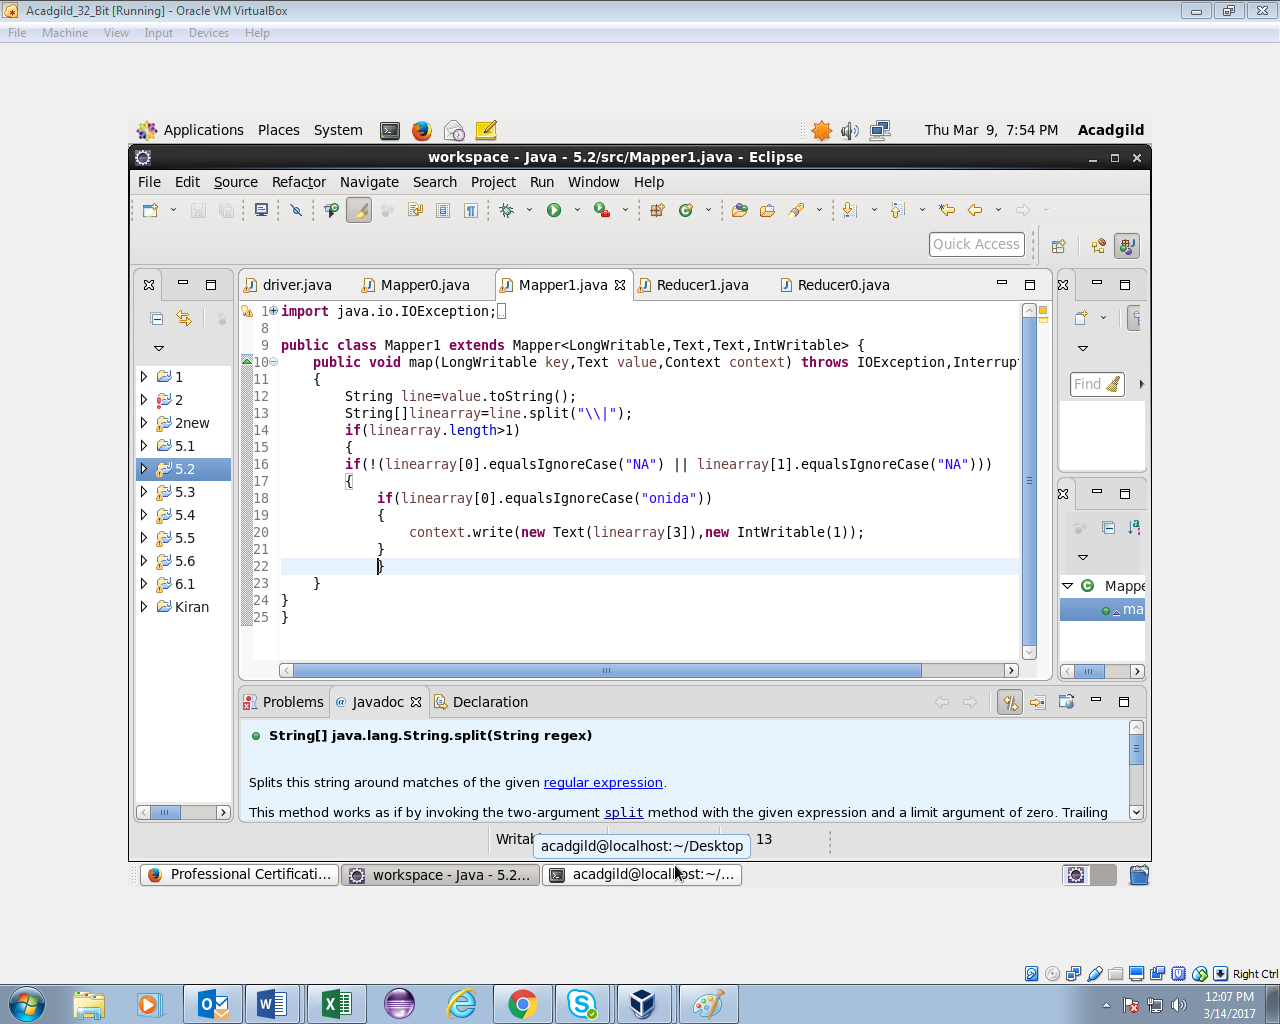 Acadgild_32_Bit [Running] - Oracle VM VirtualBox
File Machine View Input Devices Help
Applications Places System
Thu Mar 9, 7:54 PM Acadgild
workspace - Java - 5.2/src/Mapper1.java - Eclipse
File Edit Source Refactor Navigate Search Project Run Window Help
Quick Access
driver.java Mapper0.java Mapper1.java Reducer1.java Reducer0.java
1
2
2new
5.1
5.2
5.3
5.4
5.5
5.6
6.1
Kiran
1 import java.io.IOException;
8
9 public class Mapper1 extends Mapper<LongWritable,Text,Text,IntWritable> {
10 public void map(LongWritable key,Text value,Context context) throws IOException,Interrupt
11 {
12 String line=value.toString();
13 String[]linearray=line.split("\\|");
14 if(linearray.length>1)
15 {
16 if(!(linearray[0].equalsIgnoreCase("NA") || linearray[1].equalsIgnoreCase("NA")))
17 {
18 if(linearray[0].equalsIgnoreCase("onida"))
19 {
20 context.write(new Text(linearray[3]),new IntWritable(1));
21 }
22 }
23 }
24 }
25 }
Find
Mappe
ma
Problems Javadoc Declaration
String[] java.lang.String.split(String regex)
Splits this string around matches of the given regular expression.
This method works as if by invoking the two-argument split method with the given expression and a limit argument of zero. Trailing
Writa 13
acadgild@localhost:~/Desktop
Professional Certificati... workspace - Java - 5.2... acadgild@localhost:~/...
Right Ctrl
12:07 PM
3/14/2017